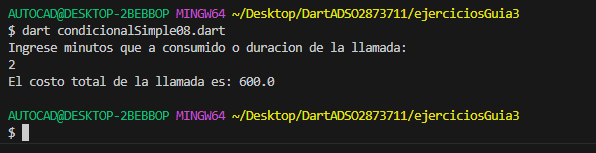 AUTOCAD@DESKTOP-2BEBBOP MINGW64 ~/Desktop/DartADSO2873711/ejerciciosGuia3
$ dart condicionalSimple08.dart
Ingrese minutos que a consumido o duracion de la llamada:
2
El costo total de la llamada es: 600.0
AUTOCAD@DESKTOP-2BEBBOP MINGW64 ~/Desktop/DartADSO2873711/ejerciciosGuia3
$